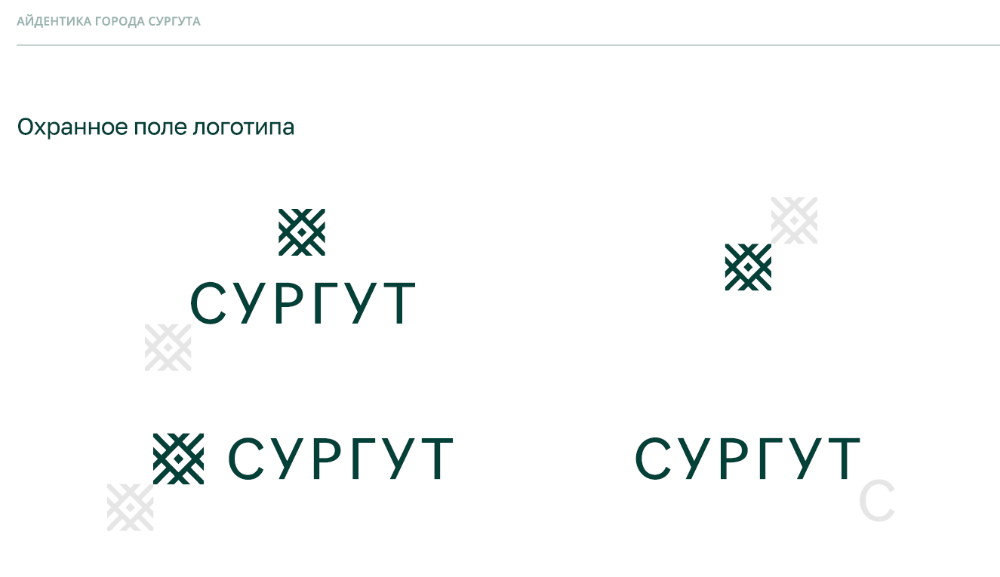 АЙДЕНТИКА ГОРОДА СУРГУТА
Охранное поле логотипа
СУРГУТ
СУРГУТ
СУРГУТ
С